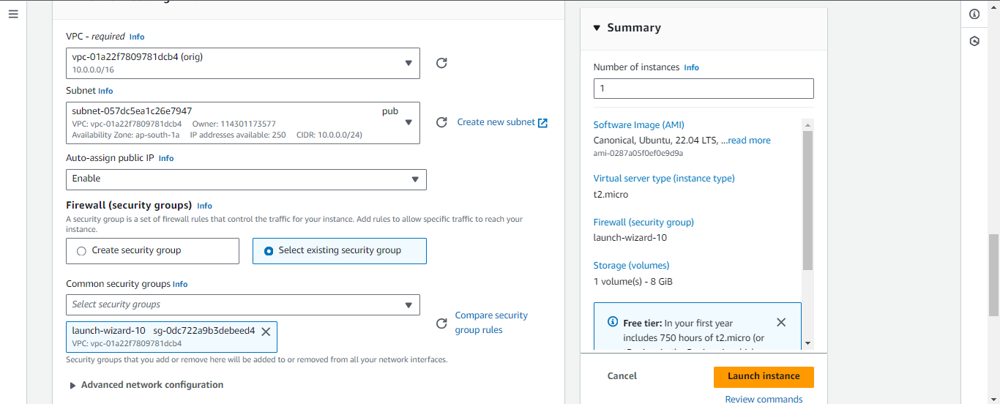 VPC - required Info
vpc-01a22f7809781dcb4 (orig)
10.0.0.0/16
Subnet Info
subnet-057dc5ea1c26e7947 pub
VPC: vpc-01a22f7809781dcb4 Owner: 114301173577
Availability Zone: ap-south-1a IP addresses available: 250 CIDR: 10.0.0.0/24)
Create new subnet
Auto-assign public IP Info
Enable
Firewall (security groups) Info
A security group is a set of firewall rules that control the traffic for your instance. Add rules to allow specific traffic to reach your
instance.
Create security group
Select existing security group
Common security groups Info
Select security groups
launch-wizard-10 sg-0dc722a9b3debeed4
VPC: vpc-01a22f7809781dcb4
Compare security
group rules
Security groups that you add or remove here will be added to or removed from all your network interfaces.
Advanced network configuration
Summary
Number of instances Info
1
Software Image (AMI)
Canonical, Ubuntu, 22.04 LTS, ...read more
ami-0287a05f0ef0e9d9a
Virtual server type (instance type)
t2.micro
Firewall (security group)
launch-wizard-10
Storage (volumes)
1 volume(s) - 8 GiB
Free tier: In your first year
includes 750 hours of t2.micro (or
Cancel
Launch instance
Review commands